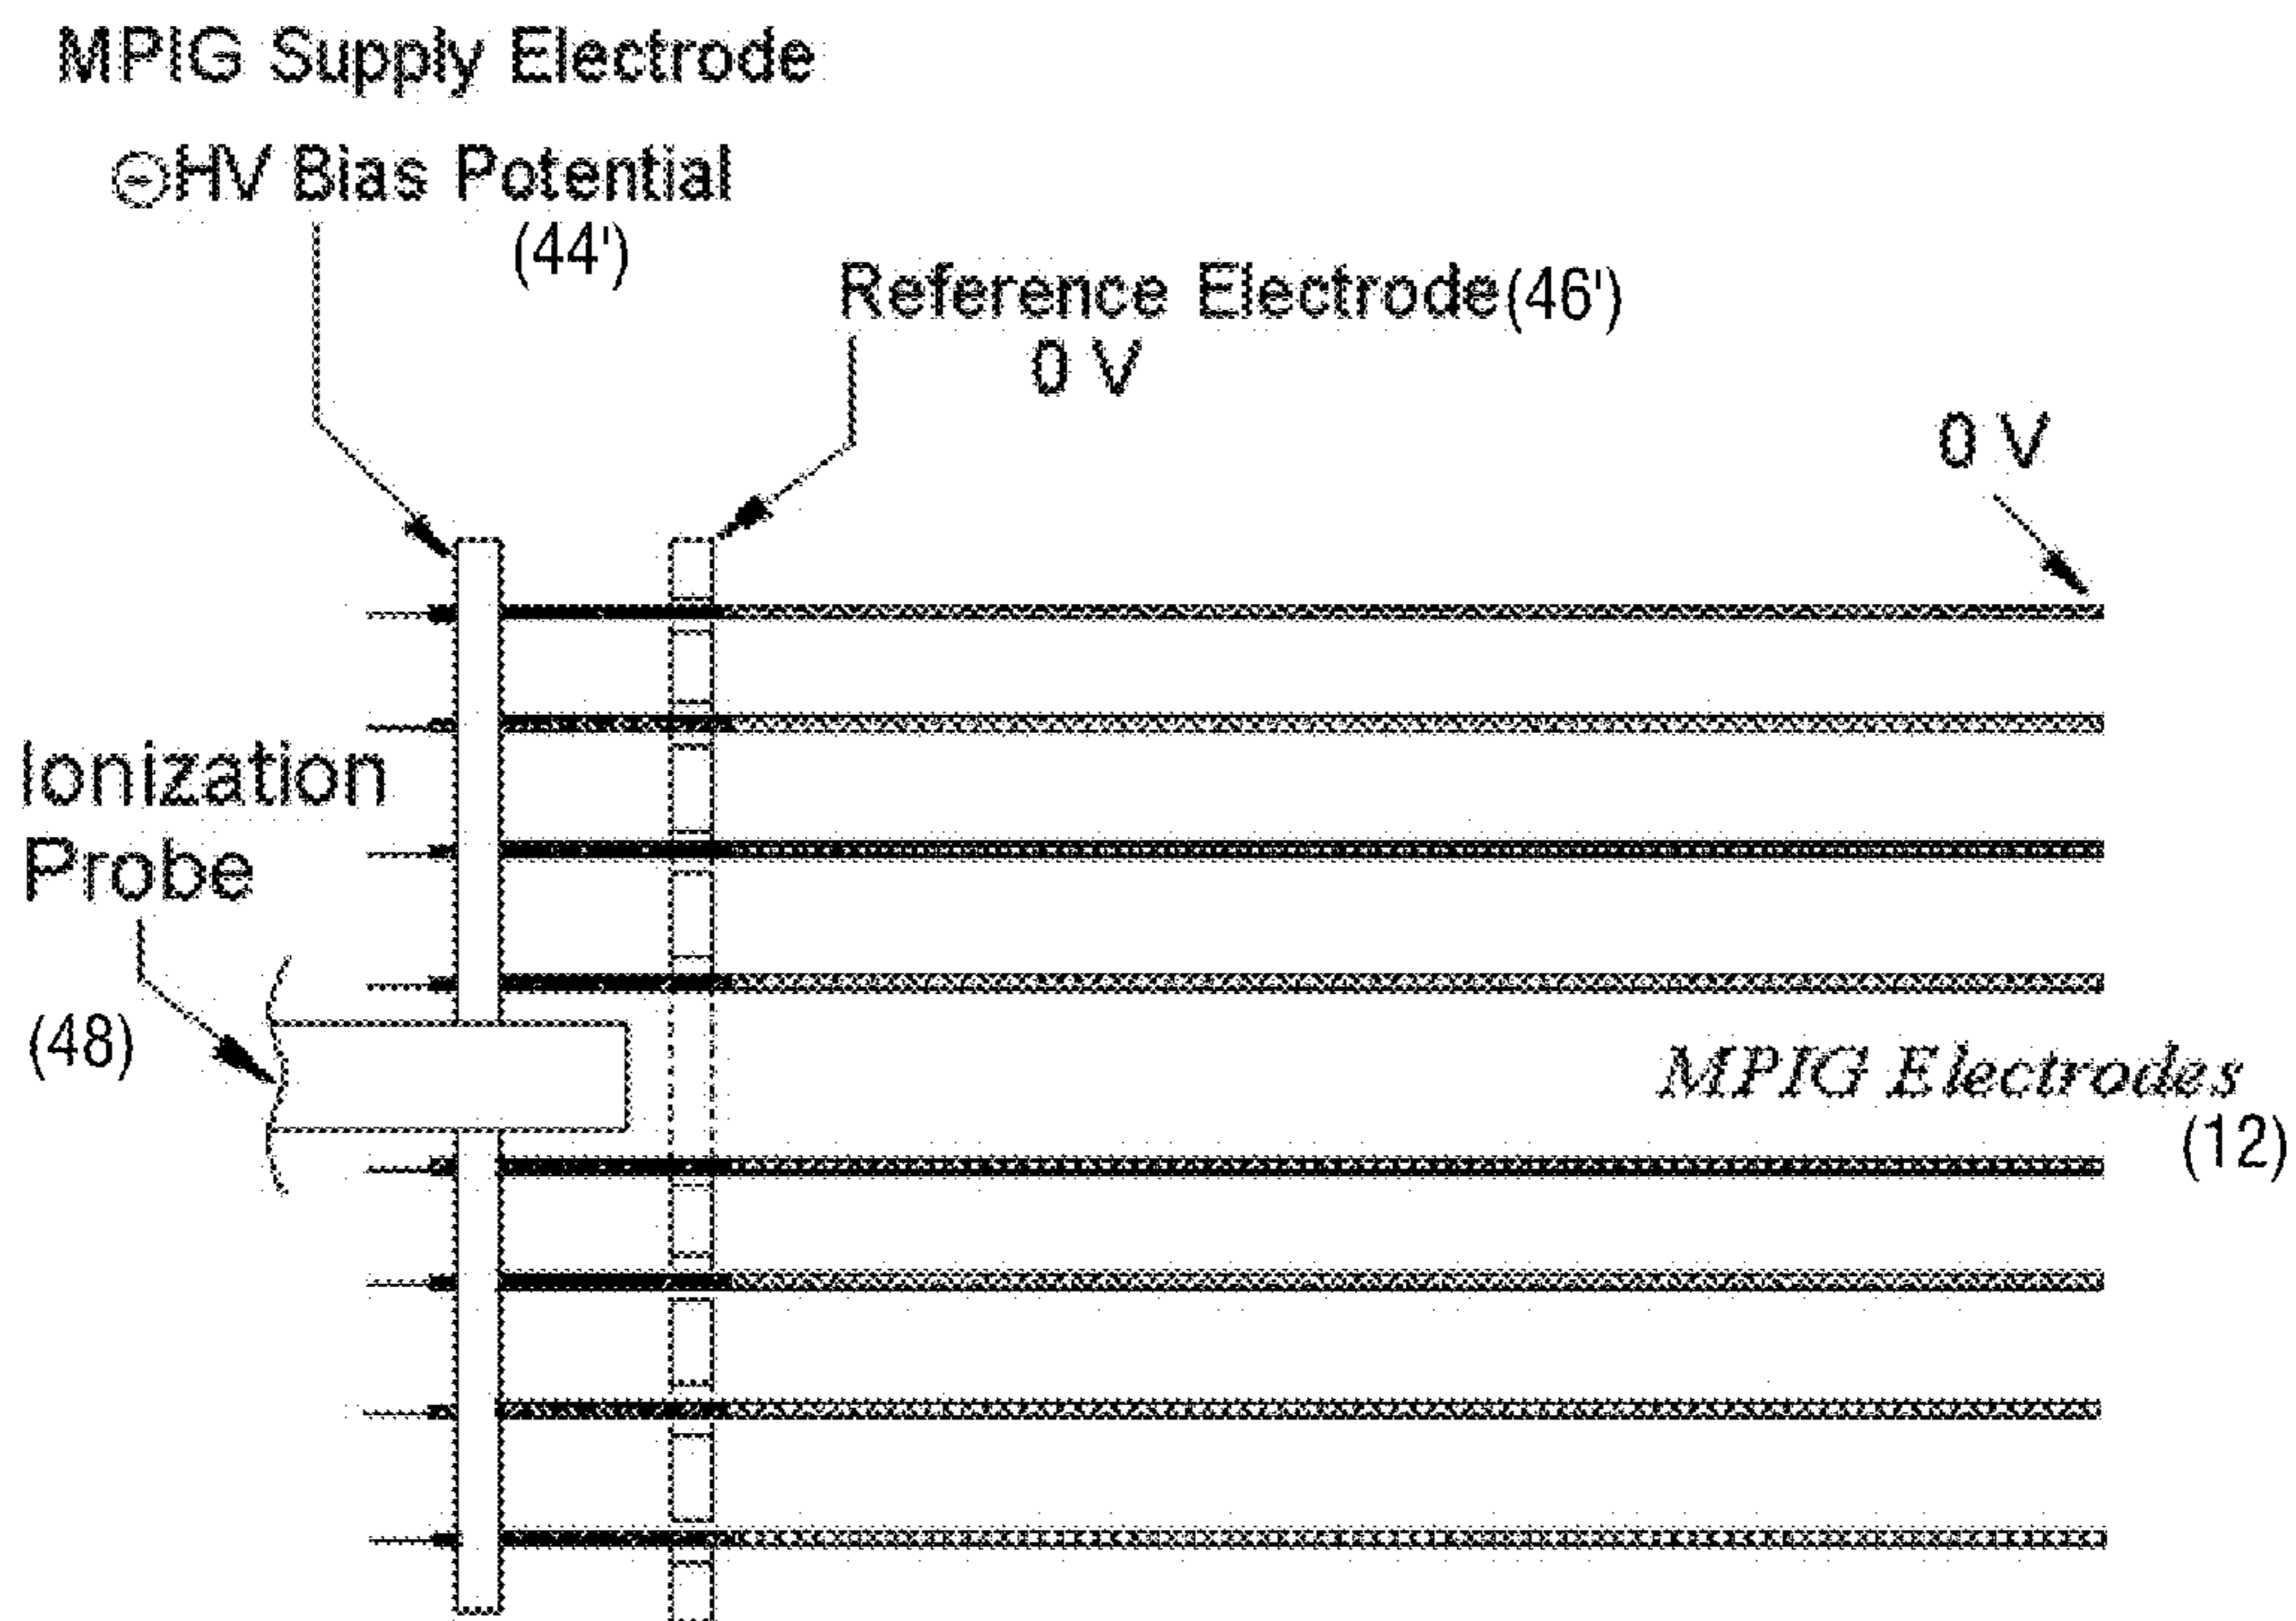 MPIG Supply Electrode
⊖HV Bias Potential
(44')
Reference Electrode(46')
0 V
0 V
Ionization
Probe
(48)
MPIG Electrodes
(12)